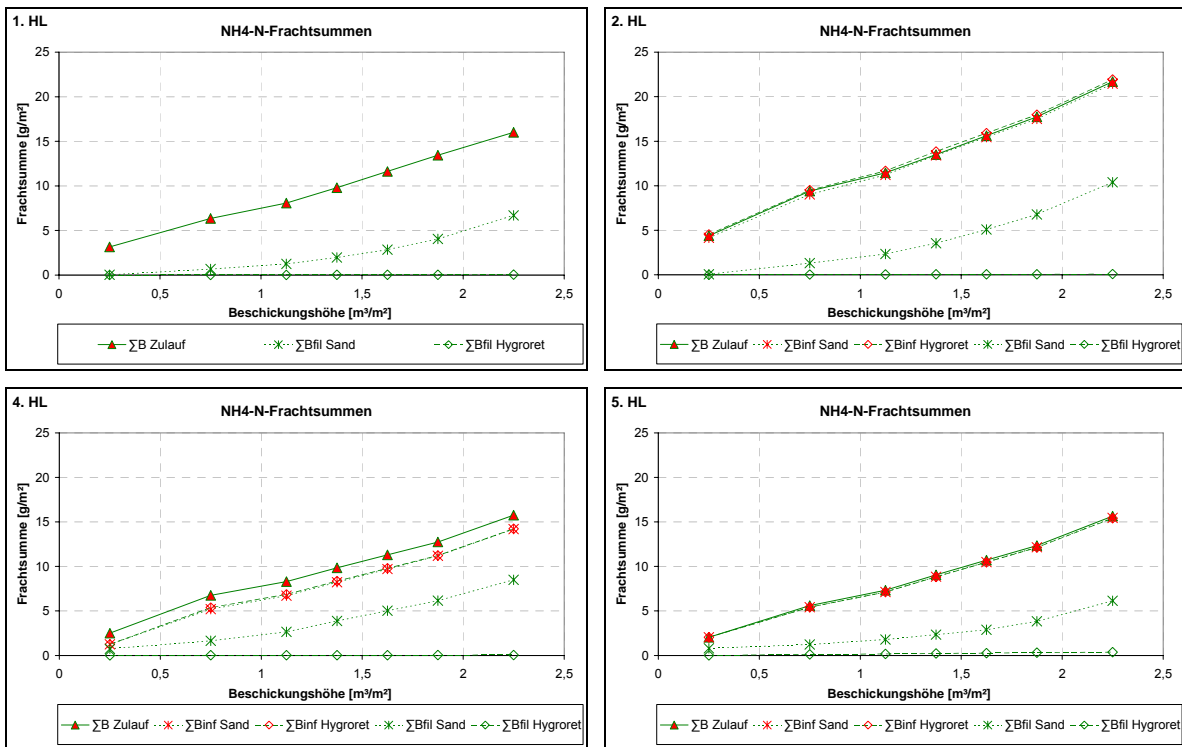 1. HL
NH4-N-Frachtsummen
Frachtsumme [g/m²]
25
20
15
10
5
0
0 0,5 1 1,5 2 2,5
Beschickungshöhe [m³/m²]
∑B Zulauf ∑Bfil Sand ∑Bfil Hygroret
2. HL
NH4-N-Frachtsummen
Frachtsumme [g/m²]
25
20
15
10
5
0
0 0,5 1 1,5 2 2,5
Beschickungshöhe [m³/m²]
∑B Zulauf ∑Binf Sand ∑Binf Hygroret ∑Bfil Sand ∑Bfil Hygroret
4. HL
NH4-N-Frachtsummen
Frachtsumme [g/m²]
25
20
15
10
5
0
0 0,5 1 1,5 2 2,5
Beschickungshöhe [m³/m²]
∑B Zulauf ∑Binf Sand ∑Binf Hygroret ∑Bfil Sand ∑Bfil Hygroret
5. HL
NH4-N-Frachtsummen
Frachtsumme [g/m²]
25
20
15
10
5
0
0 0,5 1 1,5 2 2,5
Beschickungshöhe [m³/m²]
∑B Zulauf ∑Binf Sand ∑Binf Hygroret ∑Bfil Sand ∑Bfil Hygroret